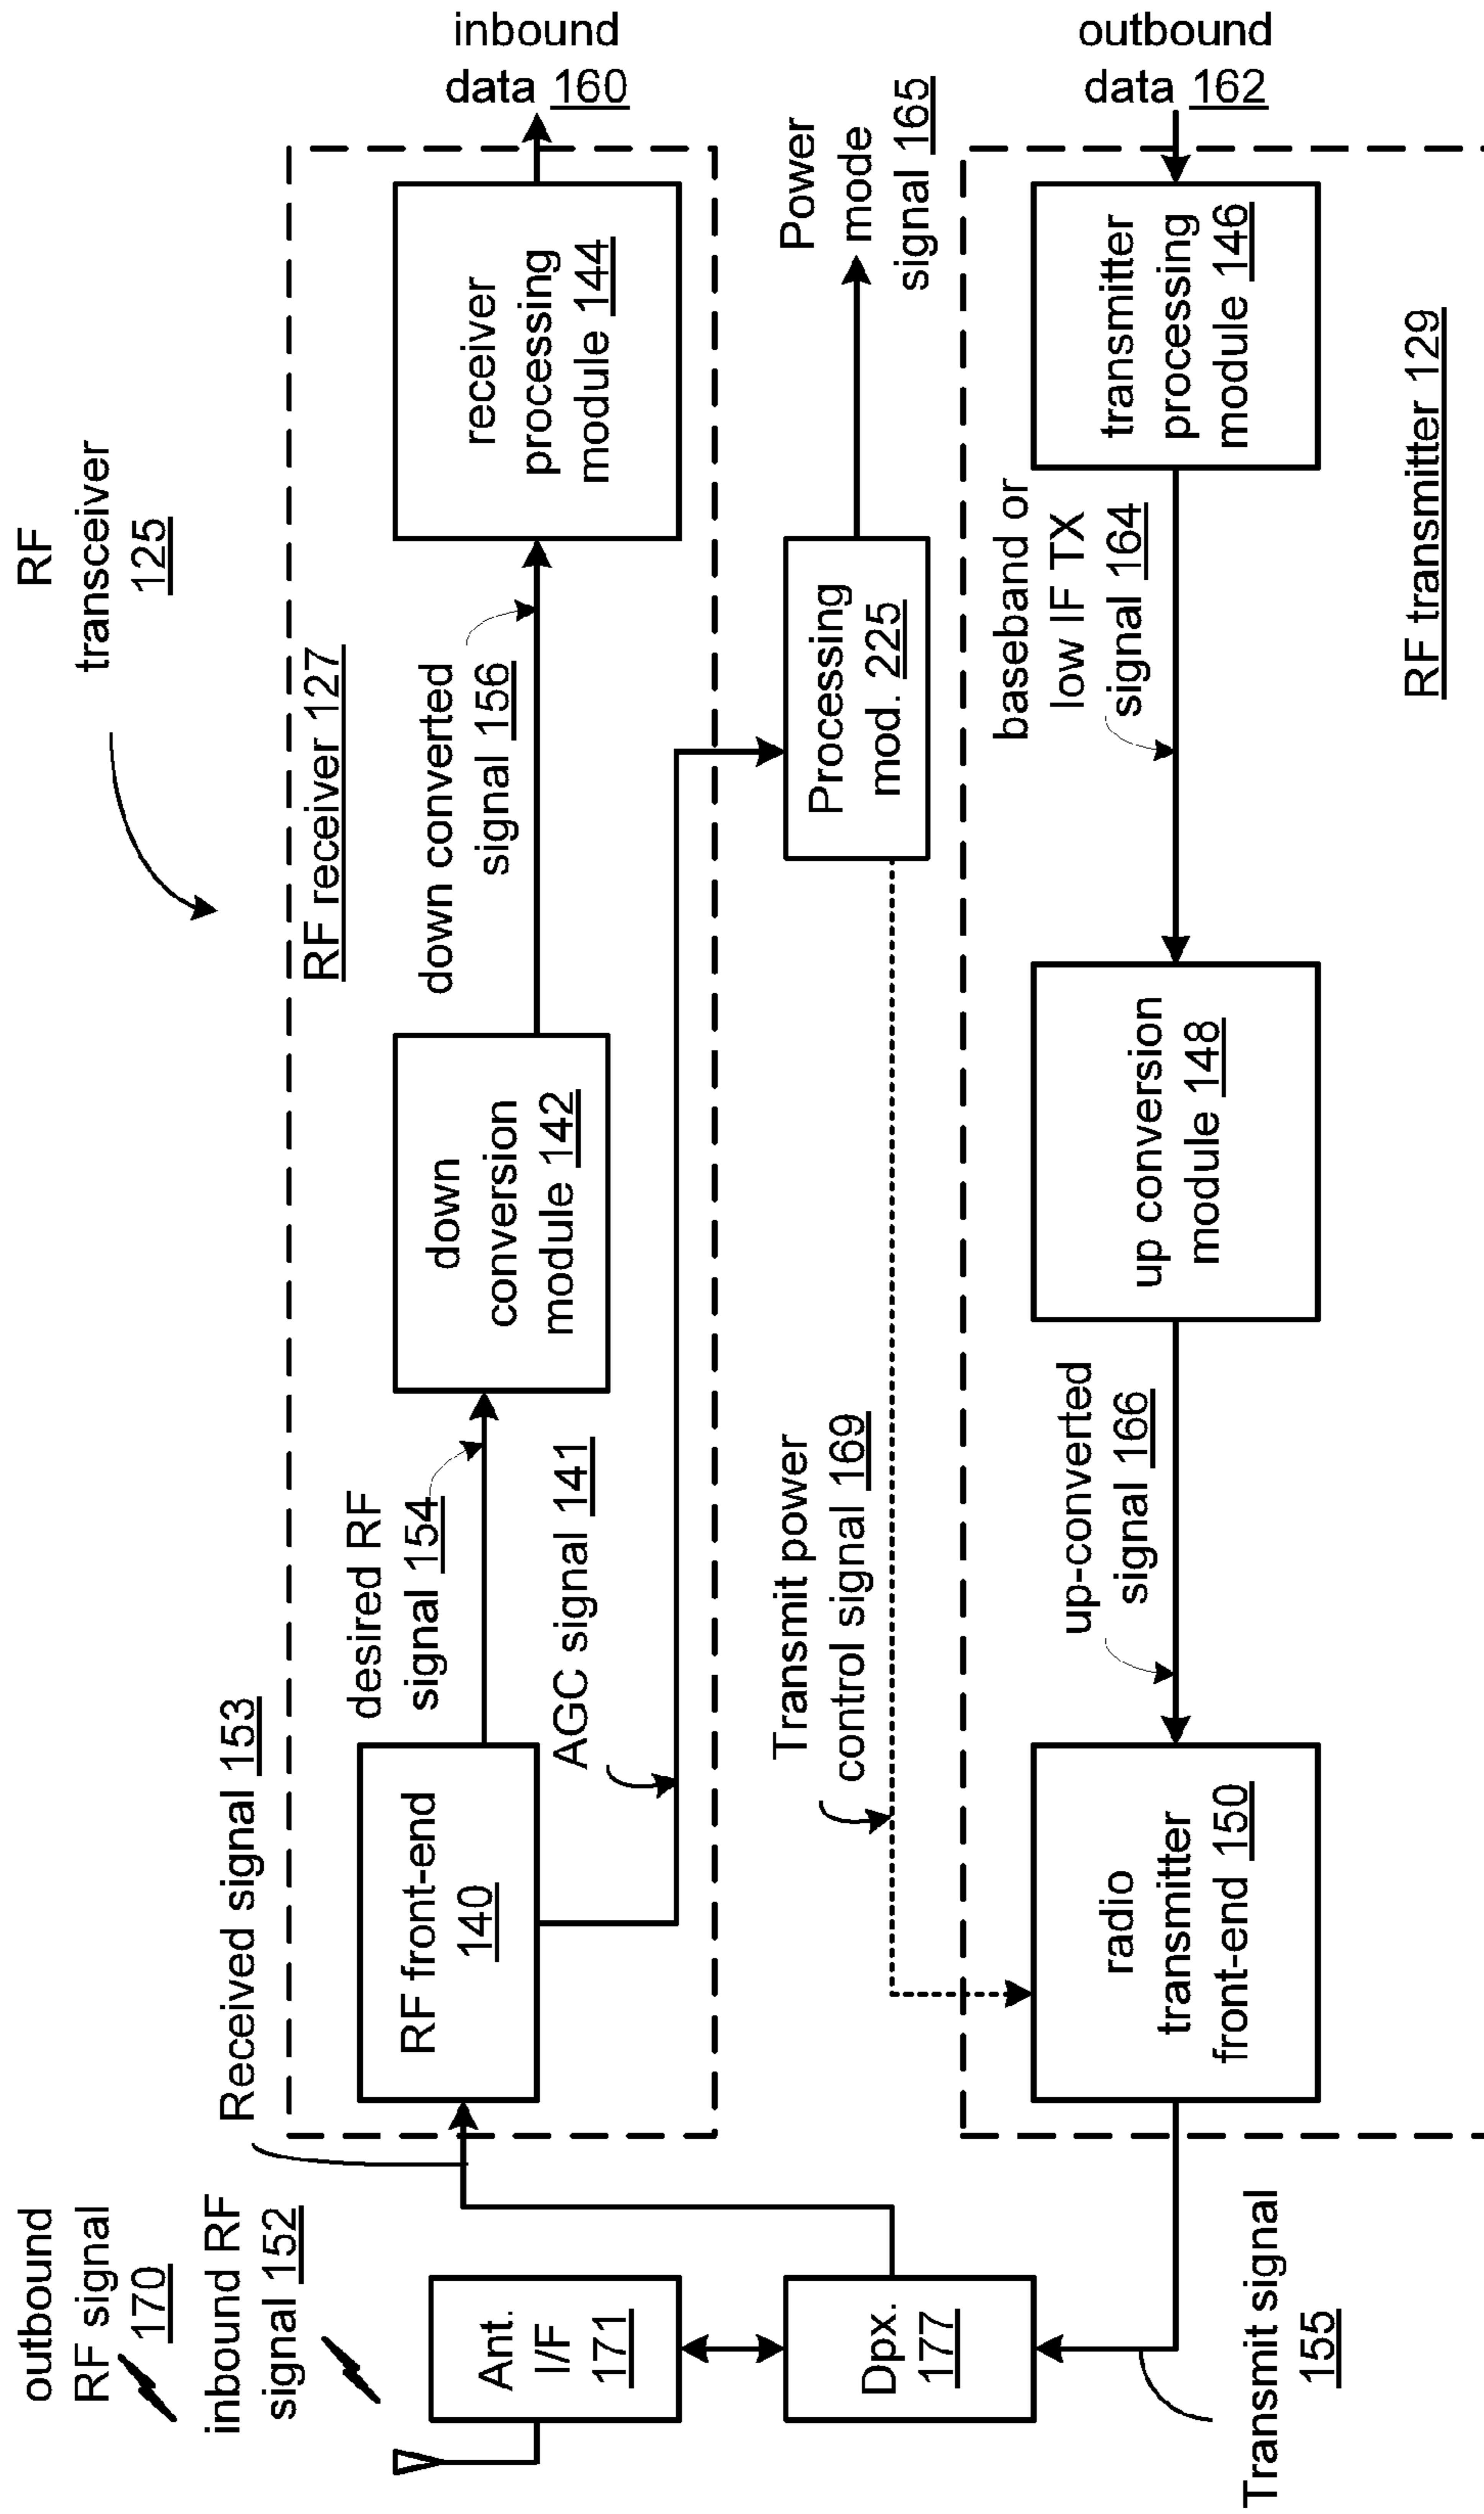 RF
transceiver
125
outbound
RF signal
170
inbound RF
signal 152
Received signal 153
RF receiver 127
inbound
data 160
RF front-end
140
desired RF
signal 154
down
conversion
module 142
down converted
signal 156
receiver
processing
module 144
AGC signal 141
Ant.
I/F
171
Dpx.
177
Transmit power
control signal 169
Processing
mod. 225
Power
mode
signal 165
Transmit signal
155
radio
transmitter
front-end 150
up-converted
signal 166
up conversion
module 148
baseband or
low IF TX
signal 164
transmitter
processing
module 146
outbound
data 162
RF transmitter 129